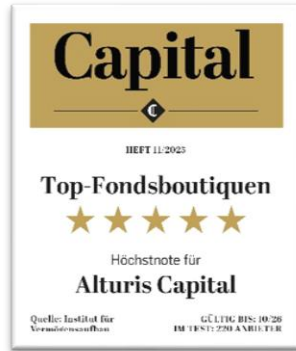 Capital
HEFT 11/2025
Top-Fondsboutiquen
Höchstnote für
Alturis Capital
Quelle: Institut für
Vermögensaufbau
GÜLTIG BIS: 10/26
IM TEST: 220 ANBIETER